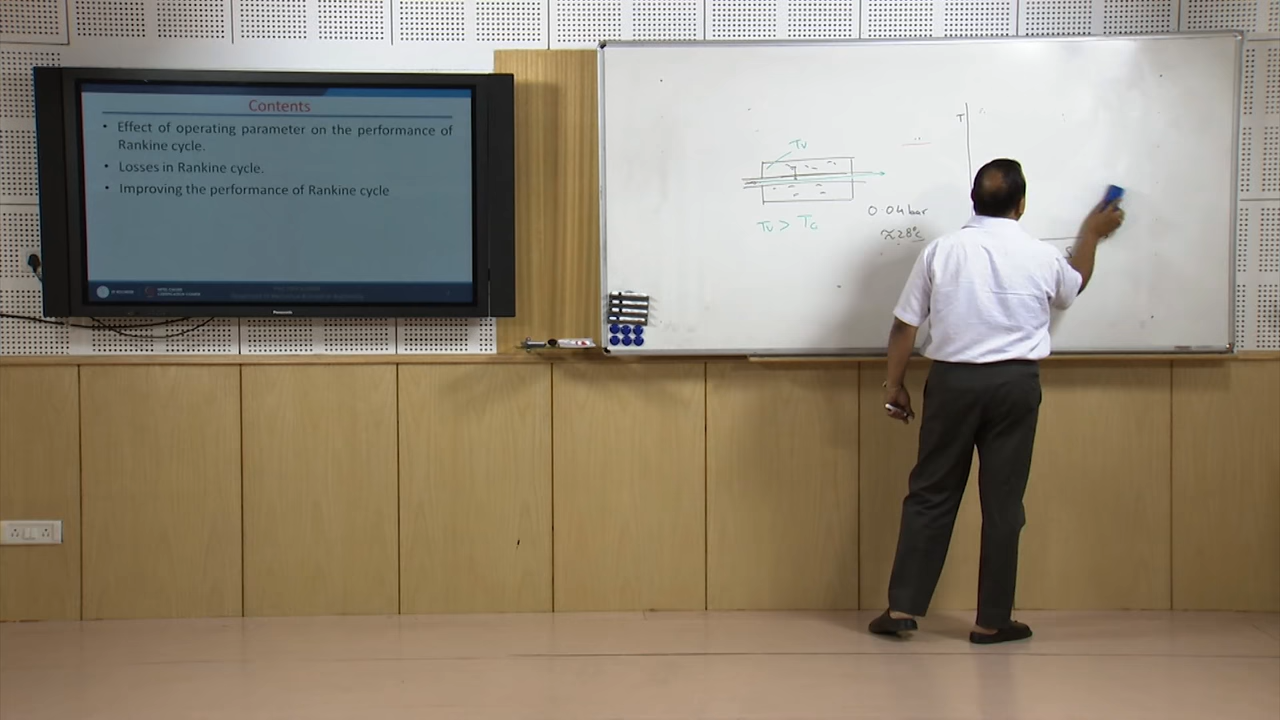 Contents
• Effect of operating parameter on the performance of
Rankine cycle.
• Losses in Rankine cycle.
• Improving the performance of Rankine cycle
Panasonic
Tv
Tv > Tc
0.04 bar
≈28°c
T
S